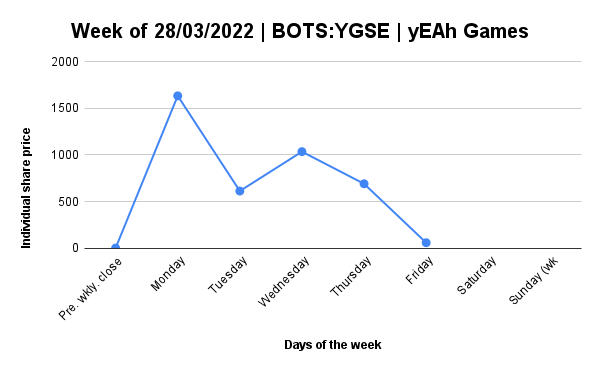 Week of 28/03/2022 | BOTS:YGSE | yEAh Games
2000
1500
1000
500
0
Individual share price
Pre. wkly. close
Monday
Tuesday
Wednesday
Thursday
Friday
Saturday
Sunday (wk
Days of the week